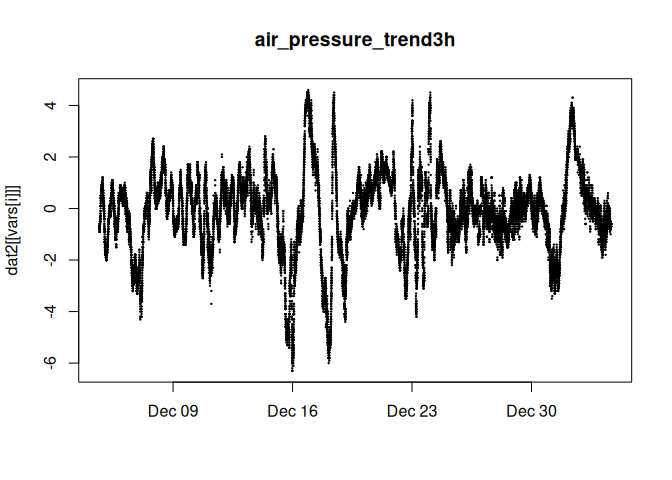 air_pressure_trend3h
dat2[[vars[i]]]
4
2
0
-2
-4
-6
Dec 09
Dec 16
Dec 23
Dec 30